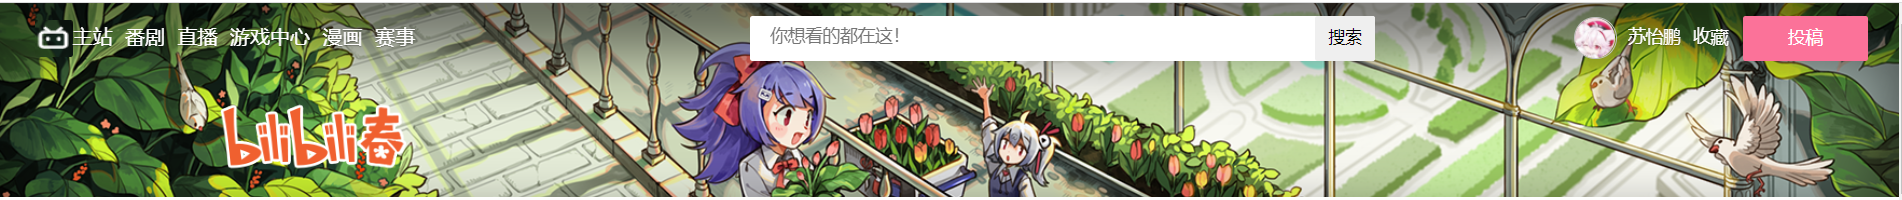 主站 番剧 直播 游戏中心 漫画 赛事 你想看的都在这! 搜索 苏怡鹏 收藏 投稿
bilibili春